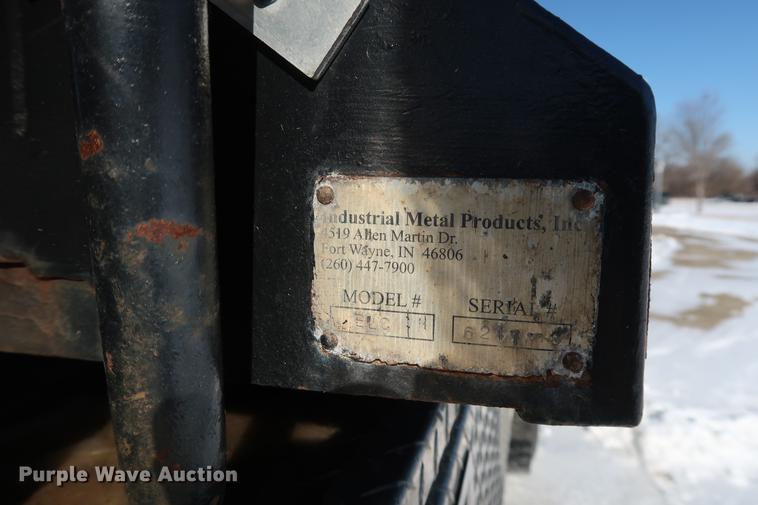 Industrial Metal Products, Inc
4519 Allen Martin Dr.
Fort Wayne, IN 46806
(260) 447-7900
MODEL # SERIAL #
Purple Wave Auction